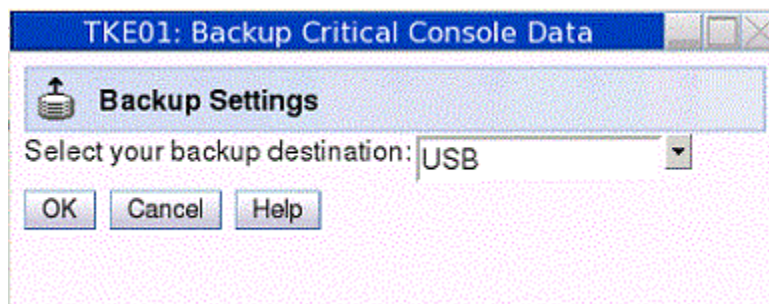 TKE01: Backup Critical Console Data
Backup Settings
Select your backup destination: USB
OK Cancel Help